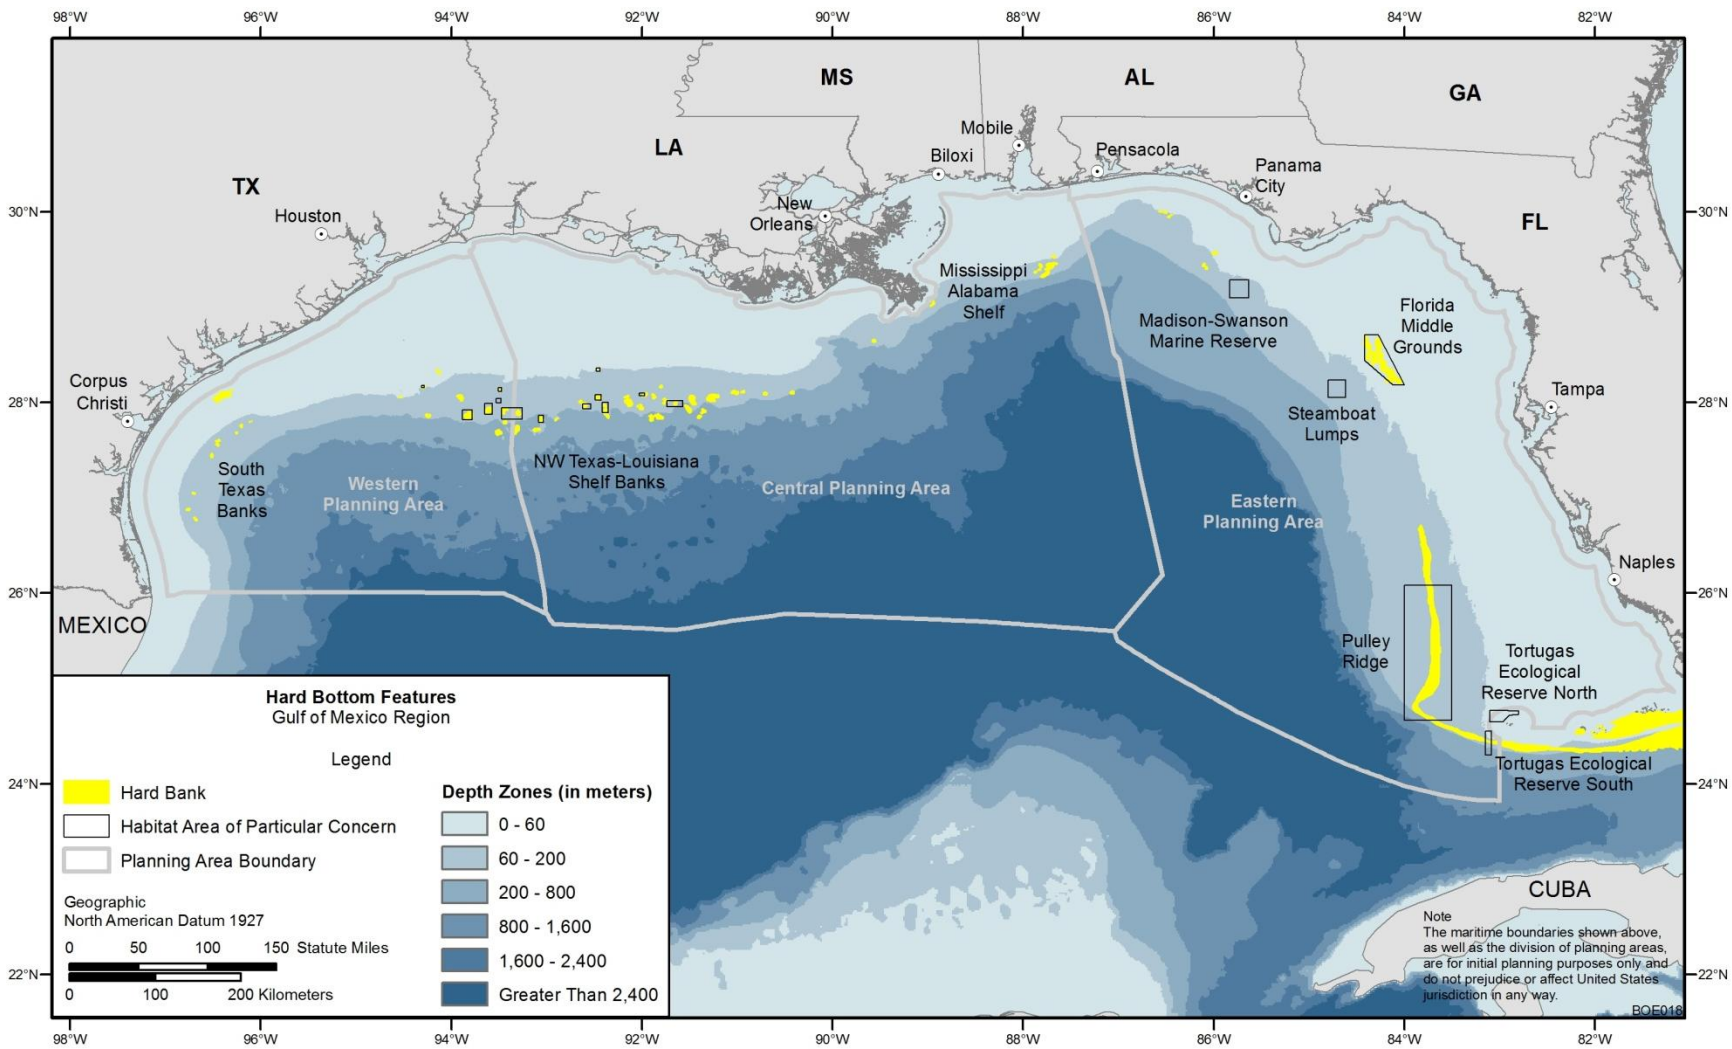 98°W
96°W
94°W
92°W
90°W
88°W
86°W
84°W
82°W
MS
AL
GA
LA
TX
FL
Mobile
Biloxi
Pensacola
Panama
City
New
Orleans
Houston
30°N
30°N
Mississippi
Alabama
Shelf
Madison-Swanson
Marine Reserve
Florida
Middle
Grounds
Corpus
Christi
28°N
28°N
Tampa
Steamboat
Lumps
South
Texas
Banks
NW Texas-Louisiana
Shelf Banks
Western
Planning Area
Central Planning Area
Eastern
Planning Area
Naples
26°N
26°N
MEXICO
Pulley
Ridge
Tortugas
Ecological
Reserve North
Tortugas Ecological
Reserve South
24°N
24°N
22°N
22°N
CUBA
Hard Bottom Features
Gulf of Mexico Region
Legend
Hard Bank
Habitat Area of Particular Concern
Planning Area Boundary
Geographic
North American Datum 1927
0 50 100 150 Statute Miles
0 100 200 Kilometers
Depth Zones (in meters)
0 - 60
60 - 200
200 - 800
800 - 1,600
1,600 - 2,400
Greater Than 2,400
Note
The maritime boundaries shown above,
as well as the division of planning areas,
are for initial planning purposes only and
do not prejudice or affect United States
jurisdiction in any way.
BOE018
98°W
96°W
94°W
92°W
90°W
88°W
86°W
84°W
82°W